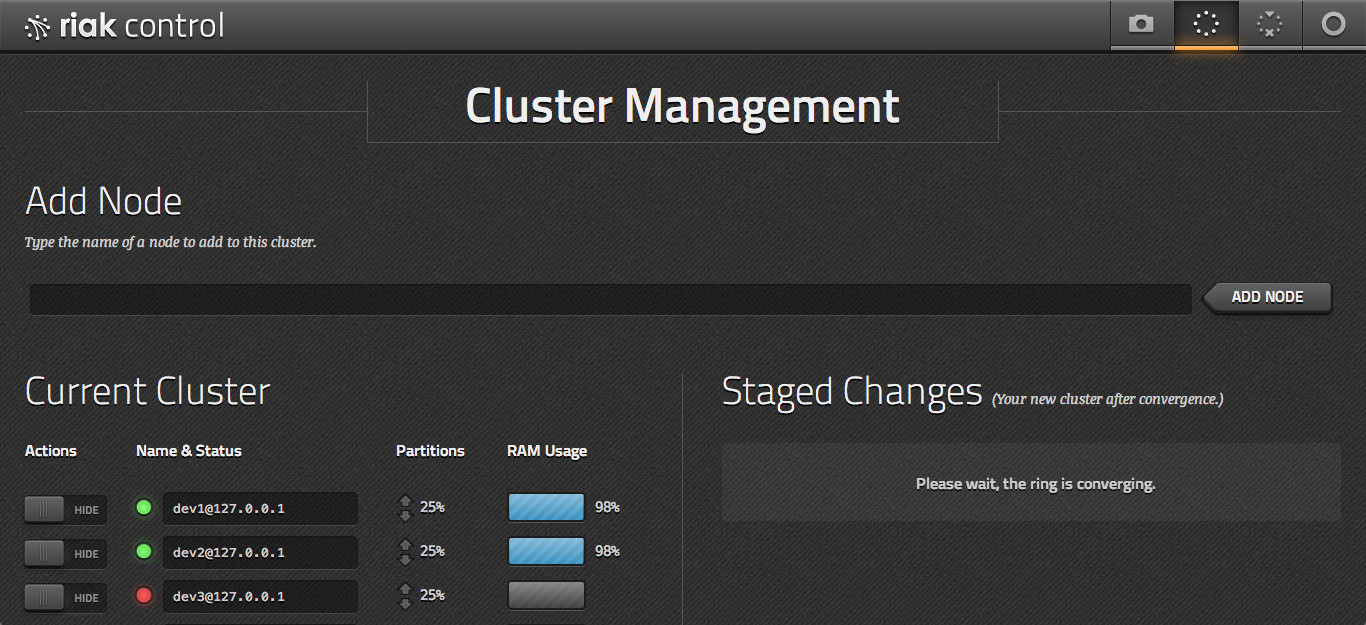 riak control
Cluster Management
Add Node
Type the name of a node to add to this cluster.
ADD NODE
Current Cluster
Actions Name & Status Partitions RAM Usage
HIDE dev1@127.0.0.1 25% 98%
HIDE dev2@127.0.0.1 25% 98%
HIDE dev3@127.0.0.1 25%
Staged Changes (Your new cluster after convergence.)
Please wait, the ring is converging.